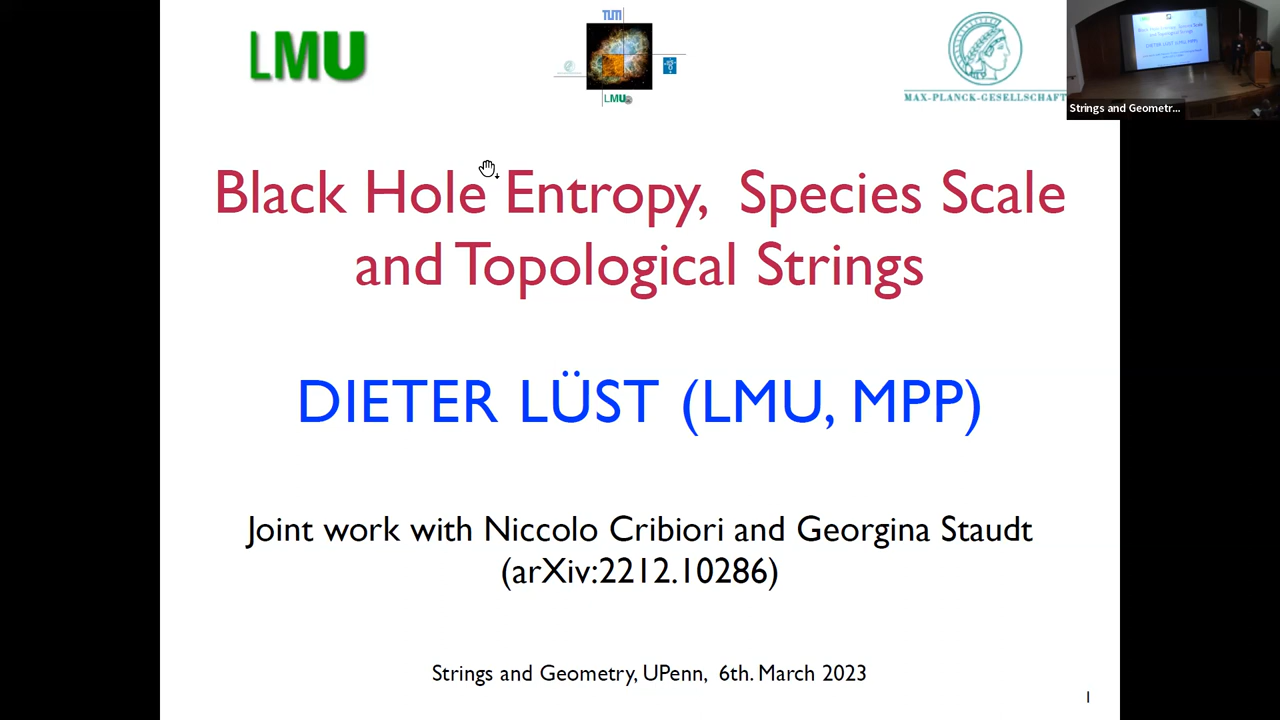 LMU
TUM
LMU
MAX-PLANCK-GESELLSCHAFT
Strings and Geometr...
Black Hole Entropy, Species Scale
and Topological Strings
DIETER LÜST (LMU, MPP)
Joint work with Niccolo Cribiori and Georgina Staudt
(arXiv:2212.10286)
Strings and Geometry, UPenn, 6th. March 2023
1